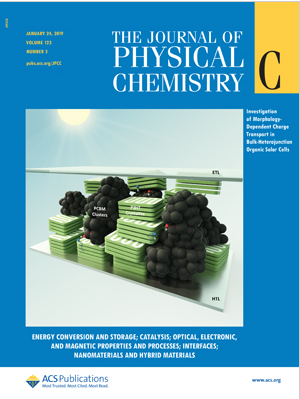 JANUARY 24, 2019
VOLUME 123
NUMBER 3
pubs.acs.org/JPCC
THE JOURNAL OF
PHYSICAL
CHEMISTRY
C
Investigation
of Morphology-
Dependent Charge
Transport in
Bulk-Heterojunction
Organic Solar Cells
ETL
PCBM
Clusters
HTL
ENERGY CONVERSION AND STORAGE; CATALYSIS; OPTICAL, ELECTRONIC,
AND MAGNETIC PROPERTIES AND PROCESSES; INTERFACES;
NANOMATERIALS AND HYBRID MATERIALS
ACS Publications
Most Trusted. Most Cited. Most Read.
www.acs.org